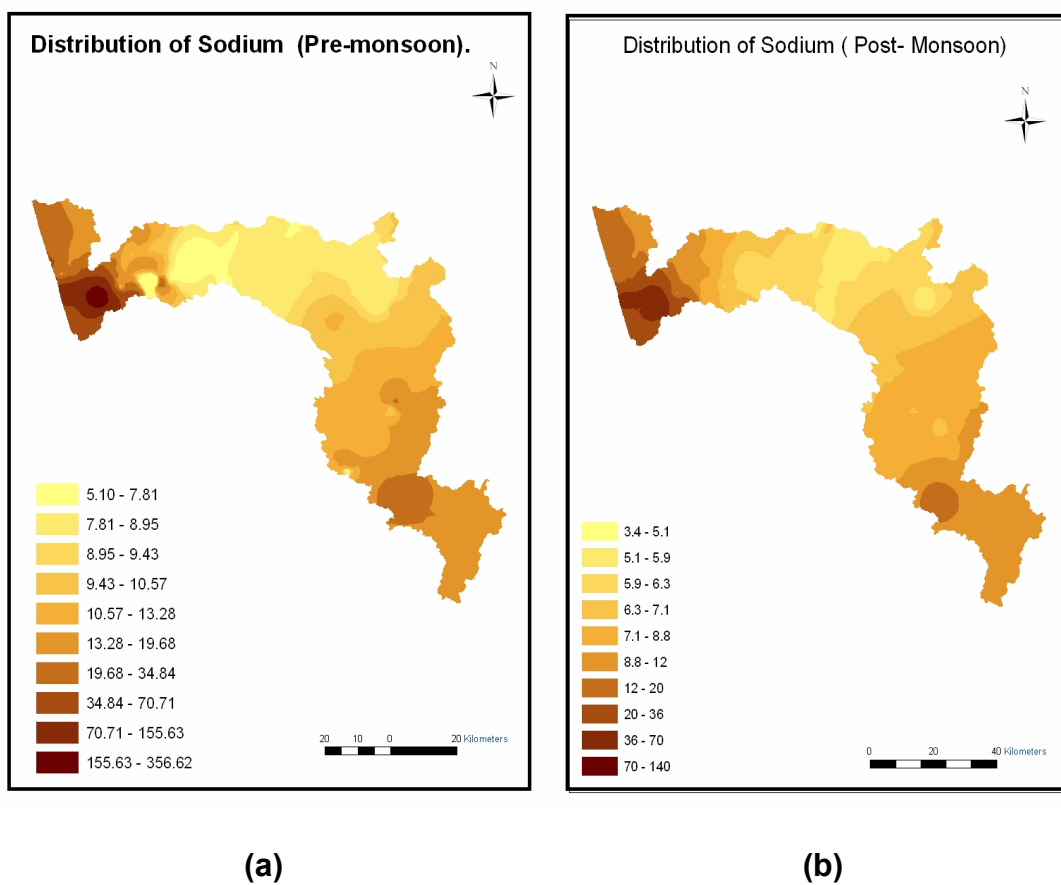 Distribution of Sodium (Pre-monsoon).
N
5.10 - 7.81
7.81 - 8.95
8.95 - 9.43
9.43 - 10.57
10.57 - 13.28
13.28 - 19.68
19.68 - 34.84
34.84 - 70.71
70.71 - 155.63
155.63 - 356.62
20 10 0 20 Kilometers
(a)
Distribution of Sodium ( Post- Monsoon)
N
3.4 - 5.1
5.1 - 5.9
5.9 - 6.3
6.3 - 7.1
7.1 - 8.8
8.8 - 12
12 - 20
20 - 36
36 - 70
70 - 140
0 20 40 Kilometers
(b)